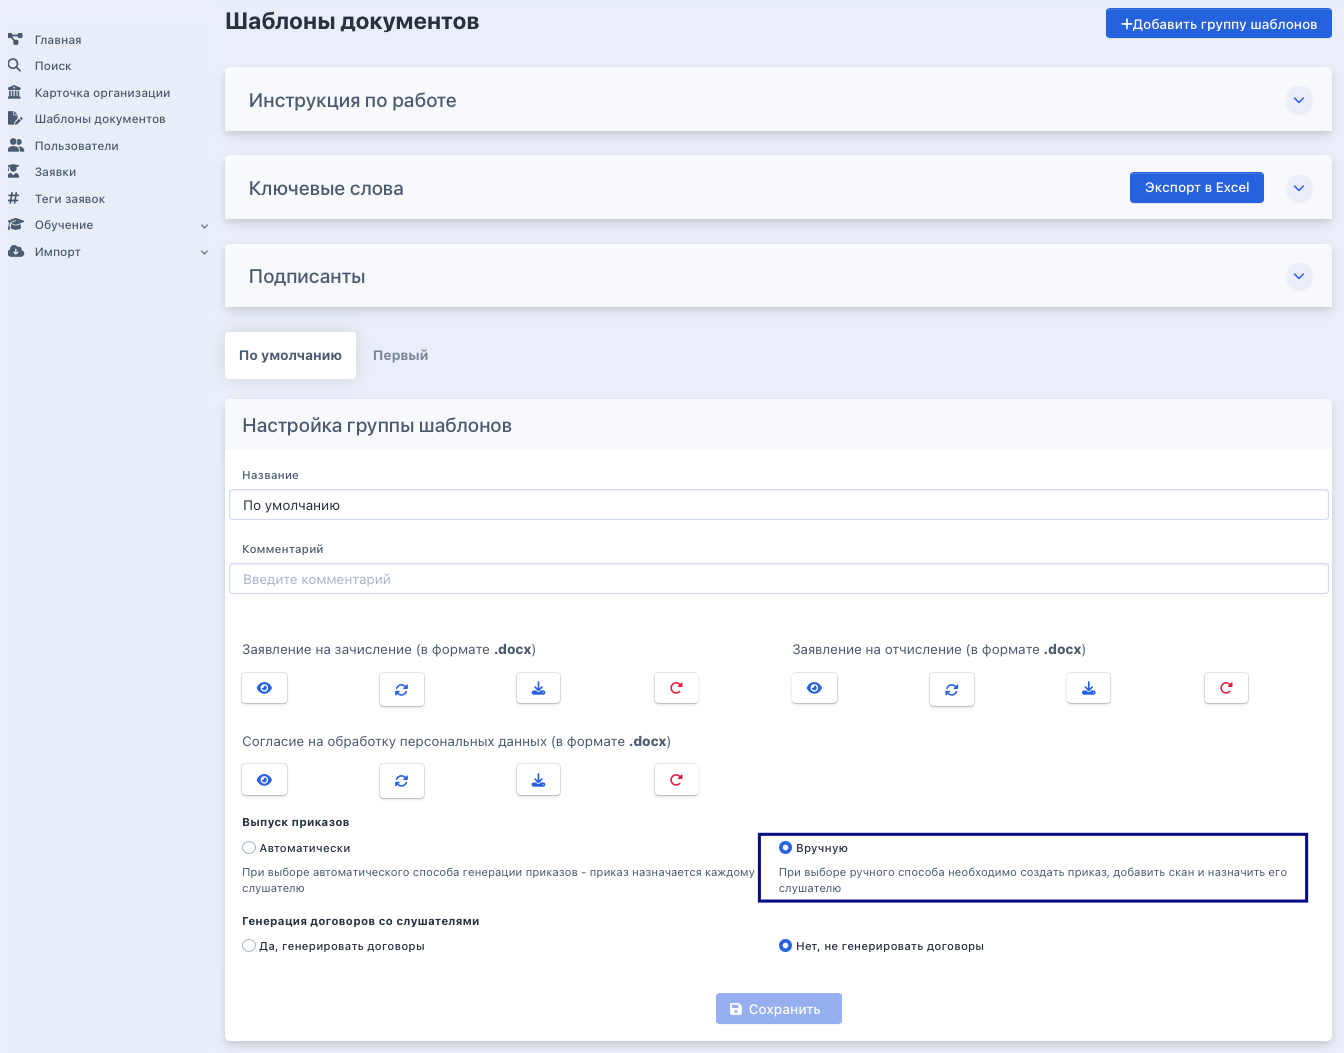 Шаблоны документов
+Добавить группу шаблонов
Главная
Поиск
Карточка организации
Шаблоны документов
Пользователи
Заявки
Теги заявок
Обучение
Импорт
Инструкция по работе
Ключевые слова
Экспорт в Excel
Подписанты
По умолчанию
Первый
Настройка группы шаблонов
Название
По умолчанию
Комментарий
Введите комментарий
Заявление на зачисление (в формате .docx)
Заявление на отчисление (в формате .docx)
Согласие на обработку персональных данных (в формате .docx)
Выпуск приказов
Автоматически
При выборе автоматического способа генерации приказов - приказ назначается каждому
слушателю
Вручную
При выборе ручного способа необходимо создать приказ, добавить скан и назначить его
слушателю
Генерация договоров со слушателями
Да, генерировать договоры
Нет, не генерировать договоры
Сохранить